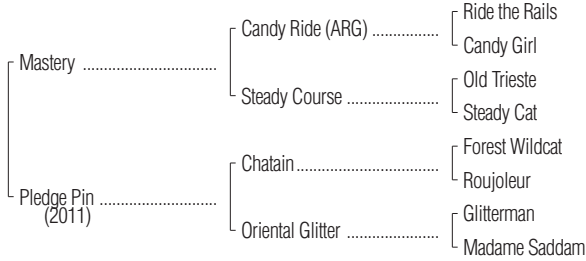 Ride the Rails
Candy Ride (ARG) ................
Candy Girl
Mastery ................................
Old Trieste
Steady Course ......................
Steady Cat
Forest Wildcat
Chatain..................................
Roujoleur
Pledge Pin ............................
(2011)
Glitterman
Oriental Glitter ......................
Madame Saddam